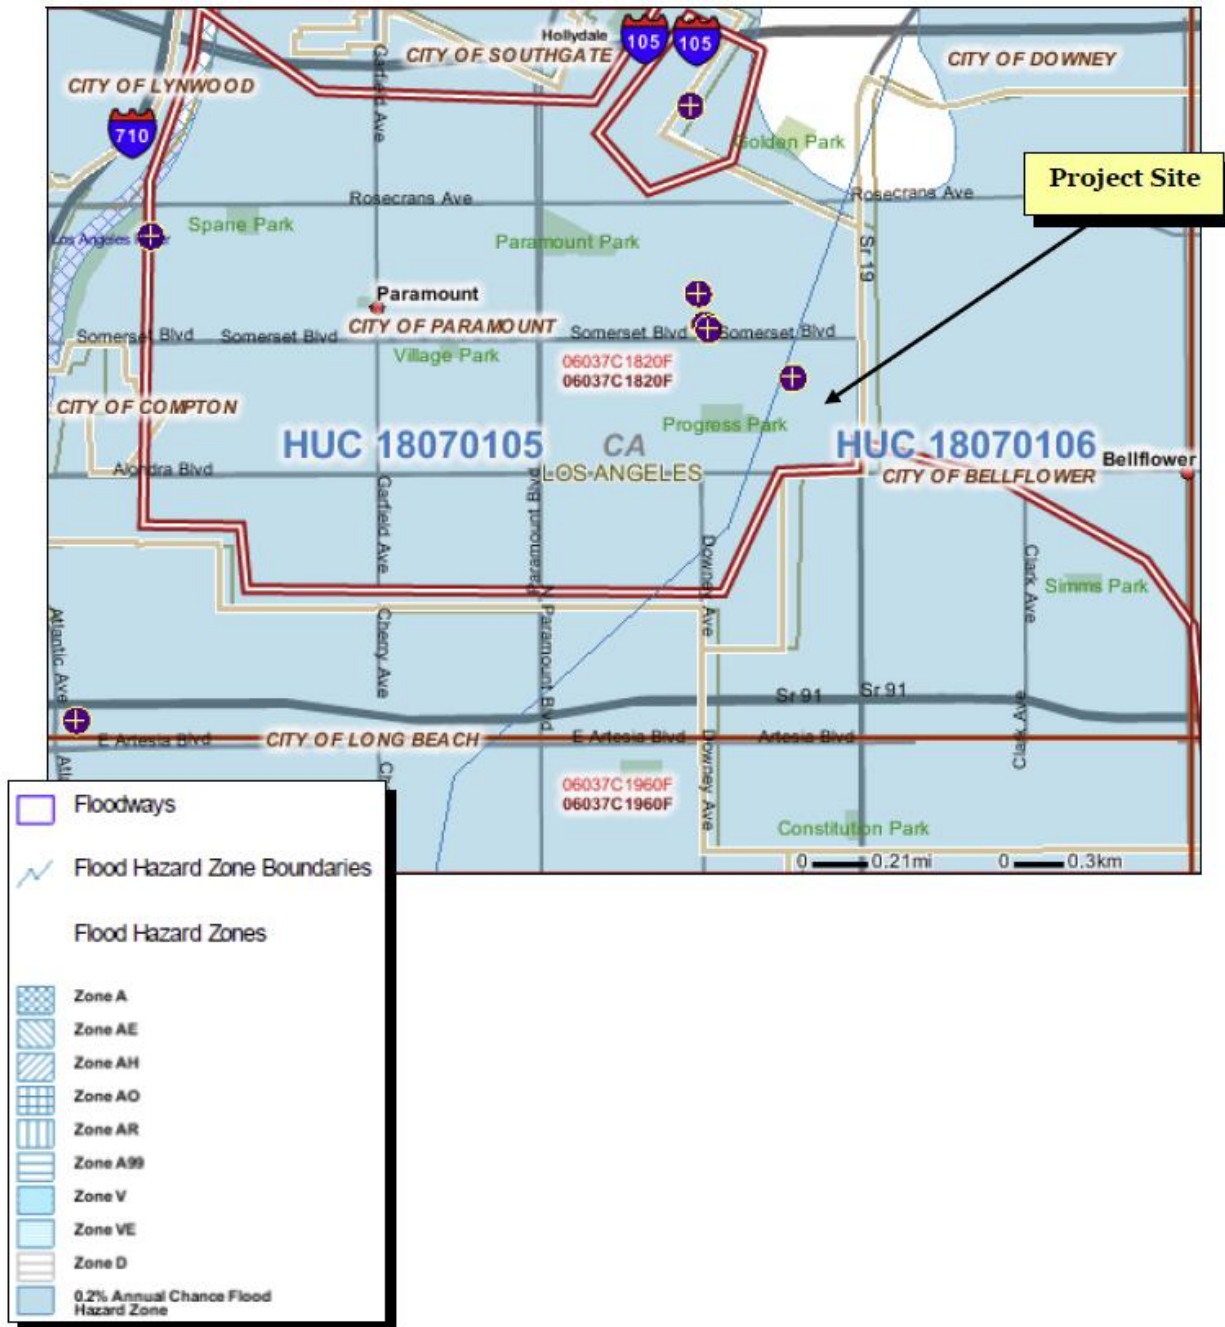 Hollydale
105
105
CITY OF SOUTHGATE
CITY OF DOWNEY
CITY OF LYNWOOD
Garfield Ave
710
Golden Park
Project Site
Rosecrans Ave
Rosecrans Ave
Spane Park
Los Angeles River
Paramount Park
Sr 19
Paramount
CITY OF PARAMOUNT
Somerset Blvd
Somerset Blvd
Somerset Blvd
Somerset Blvd
Village Park
06037C1820F
06037C1820F
CITY OF COMPTON
Progress Park
HUC 18070105
CA
HUC 18070106
Bellflower
Alondra Blvd
LOS ANGELES
CITY OF BELLFLOWER
Garfield Ave
Paramount Blvd
Downey Ave
Clark Ave
Simms Park
Atlantic Ave
Cherry Ave
N Paramount Blvd
Sr 91
Sr 91
Clark Ave
E Artesia Blvd
CITY OF LONG BEACH
E Artesia Blvd
Artesia Blvd
Downey Ave
Atl
Ch
06037C1960F
06037C1960F
Constitution Park
0 0.21mi
0 0.3km
Floodways
Flood Hazard Zone Boundaries
Flood Hazard Zones
Zone A
Zone AE
Zone AH
Zone AO
Zone AR
Zone A99
Zone V
Zone VE
Zone D
0.2% Annual Chance Flood
Hazard Zone